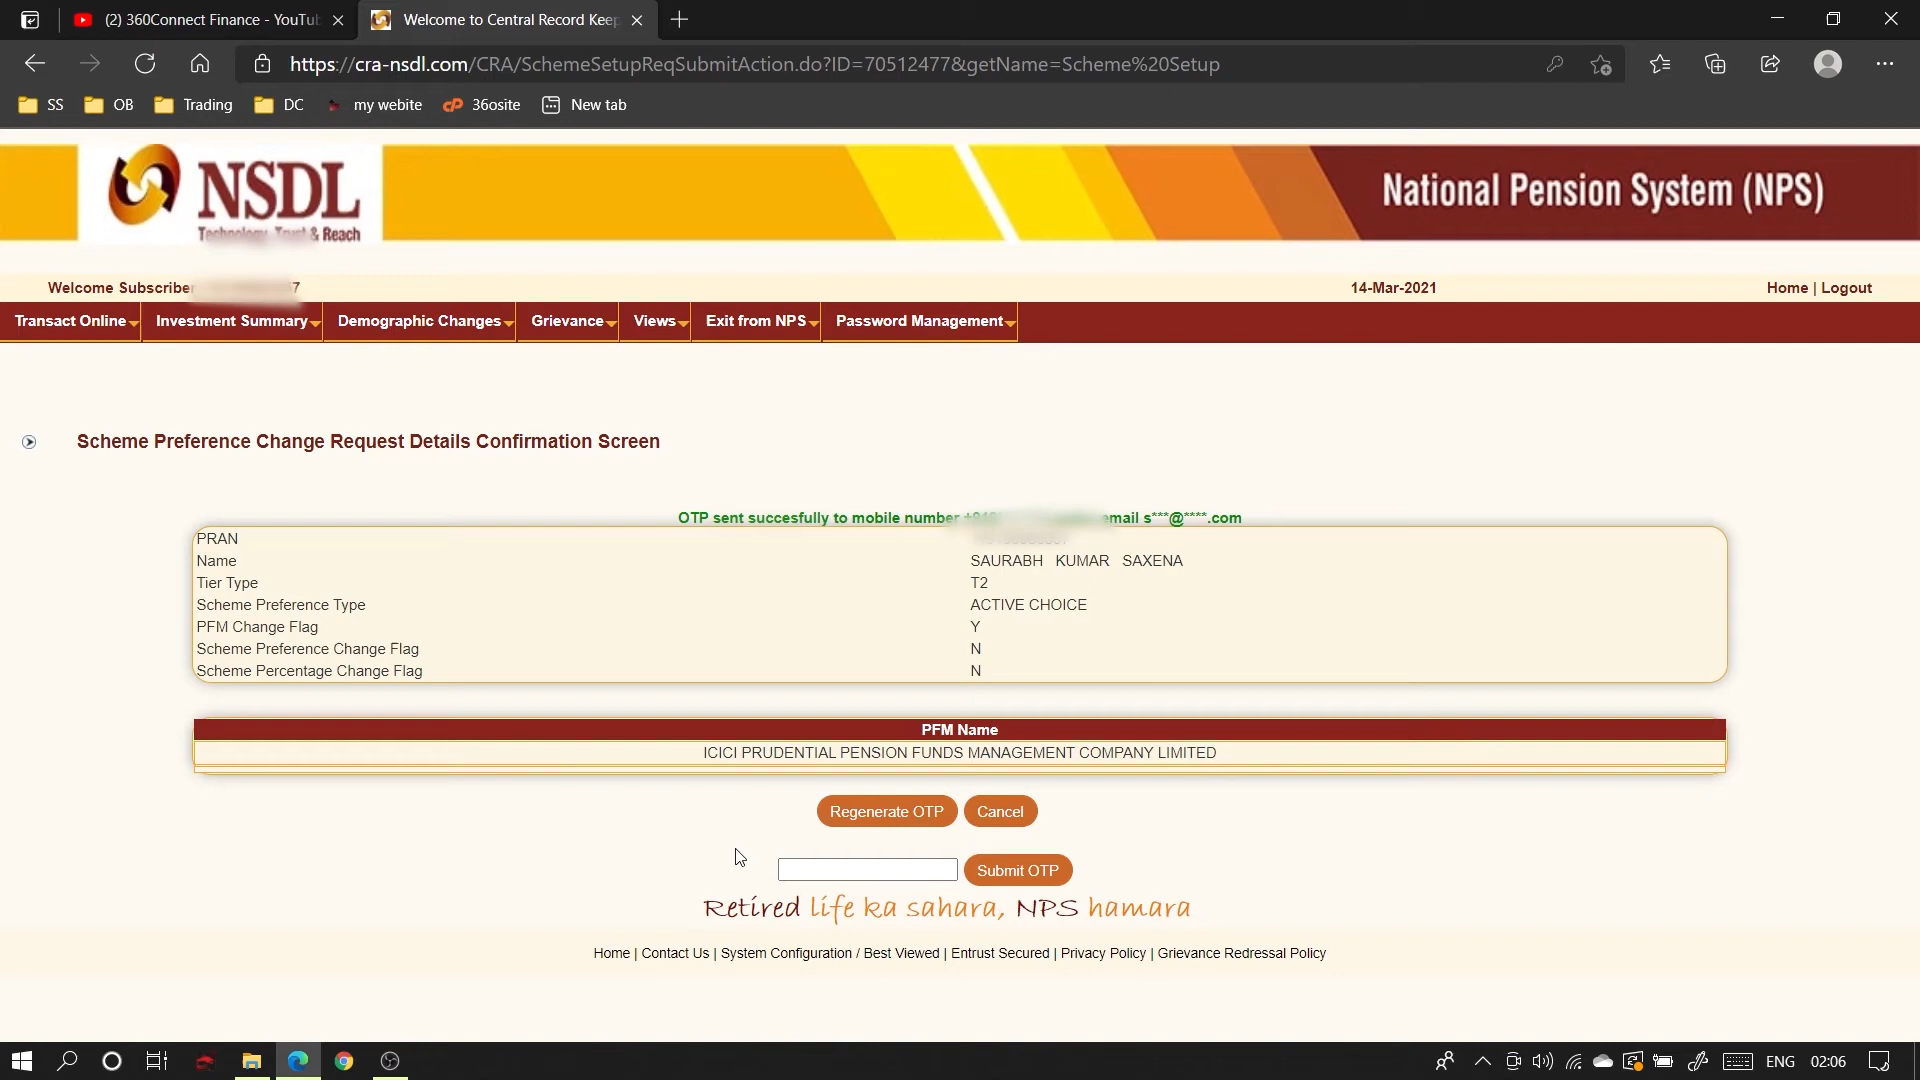 (2) 360Connect Finance - YouTu
Welcome to Central Record Keep
https://cra-nsdl.com/CRA/SchemeSetupReqSubmitAction.do?ID=70512477&getName=Scheme%20Setup
SS OB Trading DC my webite 36osite New tab
NSDL
Technology, Trust & Reach
National Pension System (NPS)
Welcome Subscriber 7 14-Mar-2021 Home | Logout
Transact Online Investment Summary Demographic Changes Grievance Views Exit from NPS Password Management
Scheme Preference Change Request Details Confirmation Screen
OTP sent succesfully to mobile number email s***@****.com
PRAN
Name SAURABH KUMAR SAXENA
Tier Type T2
Scheme Preference Type ACTIVE CHOICE
PFM Change Flag Y
Scheme Preference Change Flag N
Scheme Percentage Change Flag N
PFM Name
ICICI PRUDENTIAL PENSION FUNDS MANAGEMENT COMPANY LIMITED
Regenerate OTP Cancel
Submit OTP
Retired life ka sahara, NPS hamara
Home | Contact Us | System Configuration / Best Viewed | Entrust Secured | Privacy Policy | Grievance Redressal Policy
ENG 02:06